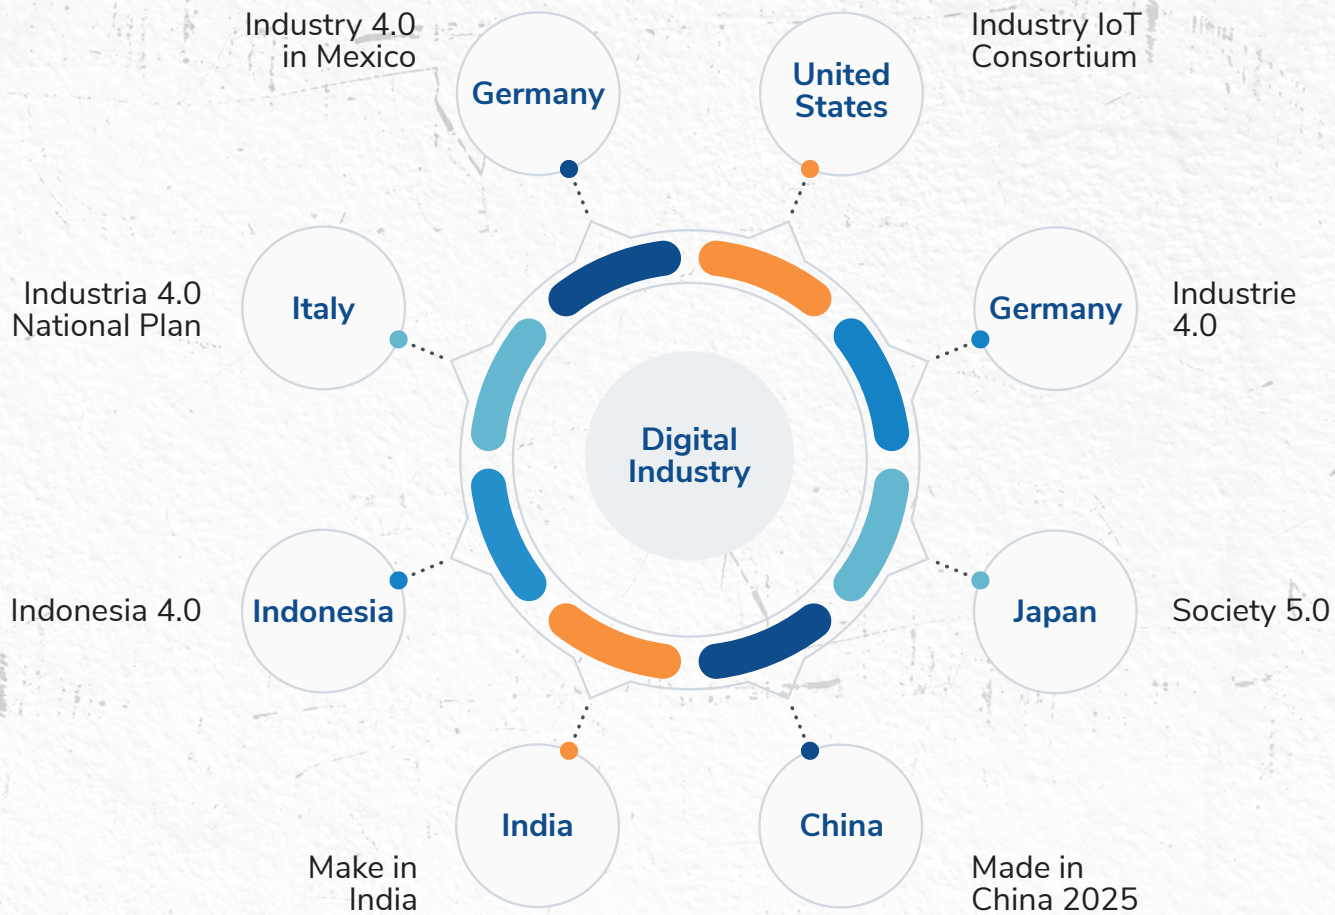 Industry 4.0
in Mexico
Germany
United
States
Industry IoT
Consortium
Industria 4.0
National Plan
Italy
Germany
Industrie
4.0
Digital
Industry
Indonesia 4.0
Indonesia
Japan
Society 5.0
India
China
Make in
India
Made in
China 2025